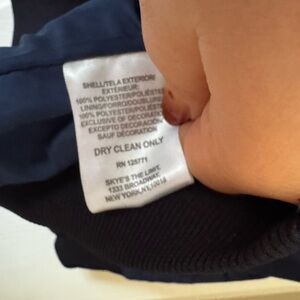 SHELL/TELA EXTERIOR/
EXTÉRIEUR:
100% POLYESTER/POLIÉSTER
LINING/FORRO/DOUBLURE
100% POLYESTER/POLIÉSTER
EXCLUSIVE OF DECORATION
EXCEPTO DECORACIÓN
SAUF DÉCORATION
DRY CLEAN ONLY
RN 125771
SKYE'S THE LIMIT
1333 BROADWAY
NEW YORK,NY,10018